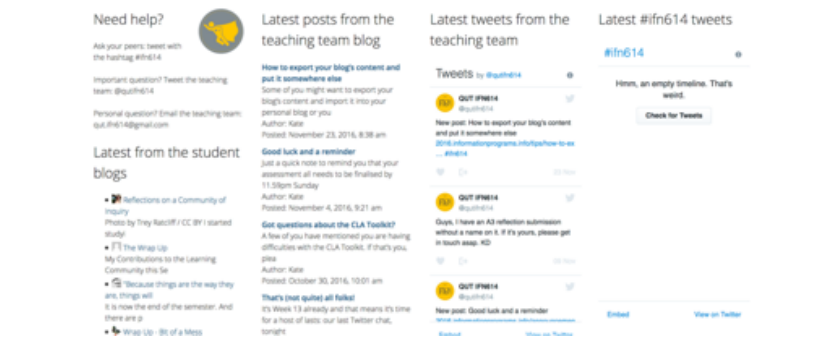 Need help?
Ask your peers: tweet with
the hashtag #ifn614
Important question? Tweet the teaching
team: @qutifn614
Personal question? Email the teaching team:
qut.ifn614@gmail.com
Latest from the student
blogs
Reflections on a Community of
Inquiry
Photo by Trey Ratcliff / CC BY I started
study!
The Wrap Up
My Contributions to the Learning
Community this Se
"Because things are the way they
are, things will
It is now the end of the semester. And
there are p
Wrap Up - Bit of a Mess
Latest posts from the
teaching team blog
How to export your blog's content and
put it somewhere else
Some of you might want to export your
blog's content and import it into your
personal blog or you
Author: Kate
Posted: November 23, 2016, 8:38 am
Good luck and a reminder
Just a quick note to remind you that your
assessment all needs to be finalised by
11.59pm Sunday
Author: Kate
Posted: November 4, 2016, 9:21 am
Got questions about the CLA Toolkit?
A few of you have mentioned you are having
difficulties with the CLA Toolkit. If that's you,
plea
Author: Kate
Posted: October 30, 2016, 10:01 am
That's (not quite) all folks!
It's Week 13 already and that means it's time
for a host of lasts: our last Twitter chat,
tonight
Latest tweets from the
teaching team
Tweets by @qutifn614
QUT IFN614
@qutifn614
New post: How to export your blog's content
and put it somewhere else
2016.informationprograms.info/tips/how-to-ex
... #ifn614
QUT IFN614
@qutifn614
Guys, I have an A3 reflection submission
without a name on it. If it's yours, please get
in touch asap. KD
QUT IFN614
@qutifn614
New post: Good luck and a reminder
Embed View on Twitter
Latest #ifn614 tweets
#ifn614
Hmm, an empty timeline. That's
weird.
Check for Tweets
Embed View on Twitter